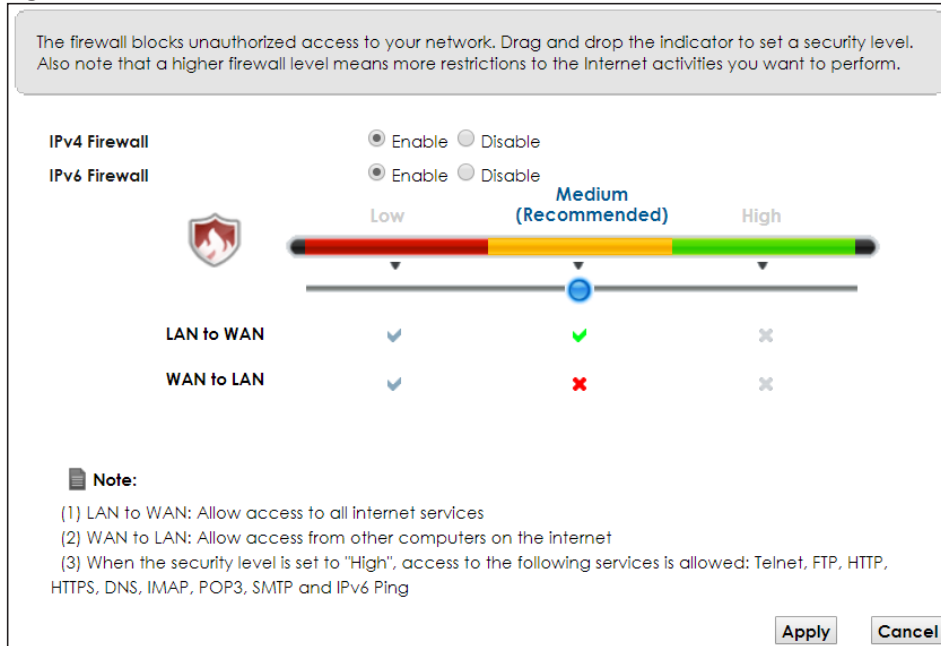 The firewall blocks unauthorized access to your network. Drag and drop the indicator to set a security level.
Also note that a higher firewall level means more restrictions to the Internet activities you want to perform.
IPv4 Firewall Enable Disable
IPv6 Firewall Enable Disable
Low Medium (Recommended) High
LAN to WAN
WAN to LAN
Note:
(1) LAN to WAN: Allow access to all internet services
(2) WAN to LAN: Allow access from other computers on the internet
(3) When the security level is set to "High", access to the following services is allowed: Telnet, FTP, HTTP,
HTTPS, DNS, IMAP, POP3, SMTP and IPv6 Ping
Apply Cancel